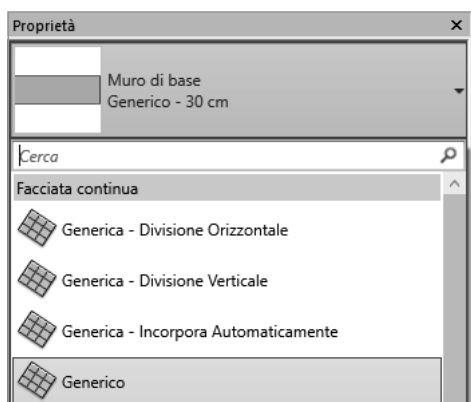 Proprietà
Muro di base
Generico - 30 cm
Cerca
Facciata continua
Generica - Divisione Orizzontale
Generica - Divisione Verticale
Generica - Incorpora Automaticamente
Generico